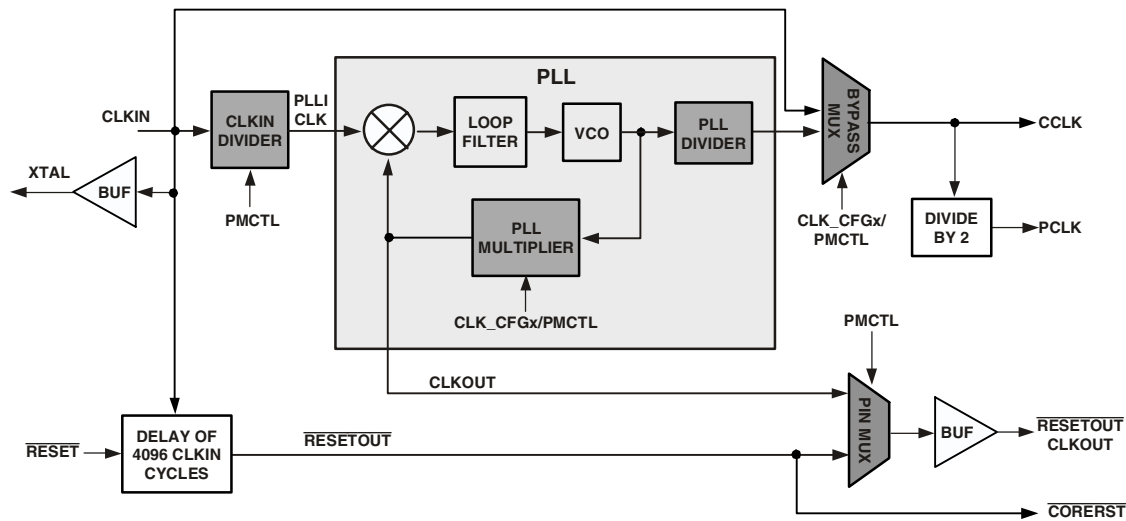 PLL
CLKIN
CLKIN
DIVIDER
PLLI
CLK
LOOP
FILTER
VCO
PLL
DIVIDER
BYPASS
MUX
CCLK
XTAL
BUF
PMCTL
PLL
MULTIPLIER
CLK_CFGx/
PMCTL
DIVIDE
BY 2
PCLK
CLK_CFGx/PMCTL
PMCTL
CLKOUT
PIN MUX
RESET
DELAY OF
4096 CLKIN
CYCLES
RESETOUT
BUF
RESETOUT
CLKOUT
CORERST